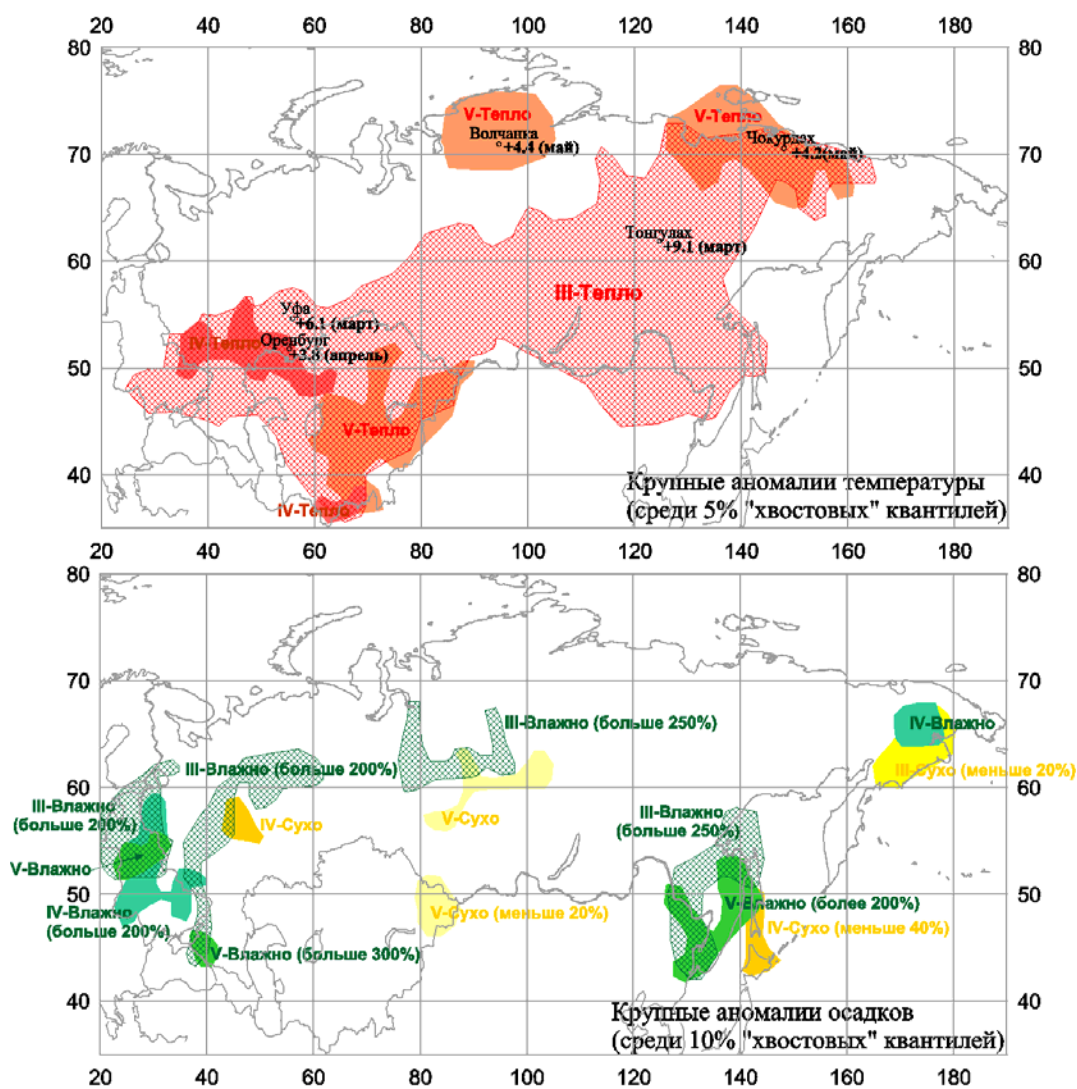 20 40 60 80 100 120 140 160 180
80 80
V-Тепло V-Тепло
Волчанка Чокурдах
+4.4 (май) +4.2(май)
70 70
Тонгулах
+9.1 (март)
60 60
III-Тепло
Уфа
+6.1 (март)
IV-Тепло Оренбург
+3.8 (апрель)
50 50
V-Тепло
40 40
Крупные аномалии температуры
(среди 5% "хвостовых" квантилей)
IV-Тепло
20 40 60 80 100 120 140 160 180
80 80
70 70
III-Влажно (больше 250%) IV-Влажно
III-Влажно (больше 200%) III-Сухо (меньше 20%)
60 60
III-Влажно
(больше 200%)
IV-Сухо V-Сухо
III-Влажно
(больше 250%)
V-Влажно
50 50
IV-Влажно
(больше 200%)
V-Сухо (меньше 20%)
V-Влажно (более 200%)
IV-Сухо (меньше 40%)
V-Влажно (больше 300%)
40 40
Крупные аномалии осадков
(среди 10% "хвостовых" квантилей)
20 40 60 80 100 120 140 160 180